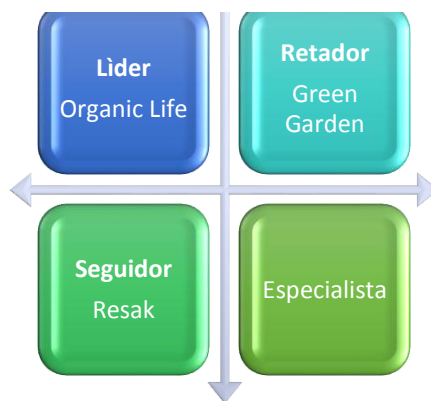 Lìder
Organic Life
Retador
Green
Garden
Seguidor
Resak
Especialista